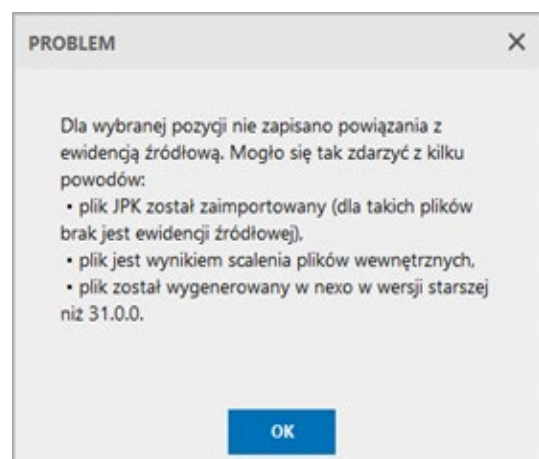 PROBLEM
Dla wybranej pozycji nie zapisano powiązania z
ewidencją źródłową. Mogło się tak zdarzyć z kilku
powodów:
• plik JPK został zaimportowany (dla takich plików
brak jest ewidencji źródłowej),
• plik jest wynikiem scalenia plików wewnętrznych,
• plik został wygenerowany w nexo w wersji starszej
niż 31.0.0.
OK